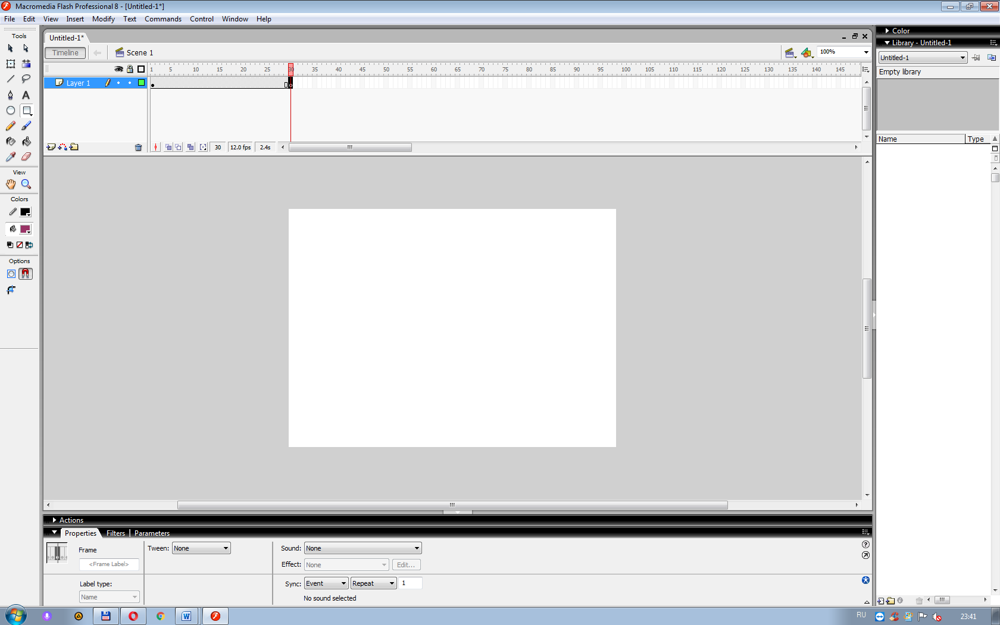 Macromedia Flash Professional 8 - [Untitled-1*]
File Edit View Insert Modify Text Commands Control Window Help
Tools
View
Colors
Options
Untitled-1*
Timeline
Scene 1
100%
1 5 10 15 20 25 30 35 40 45 50 55 60 65 70 75 80 85 90 95 100 105 110 115 120 125 130 135 140 145
Layer 1
30 12.0 fps 2.4s
Color
Library - Untitled-1
Untitled-1
Empty library
Name Type
Actions
Properties Filters Parameters
Frame
<Frame Label>
Label type:
Name
Tween: None
Sound: None
Effect: None Edit...
Sync: Event Repeat 1
No sound selected
RU 23:41